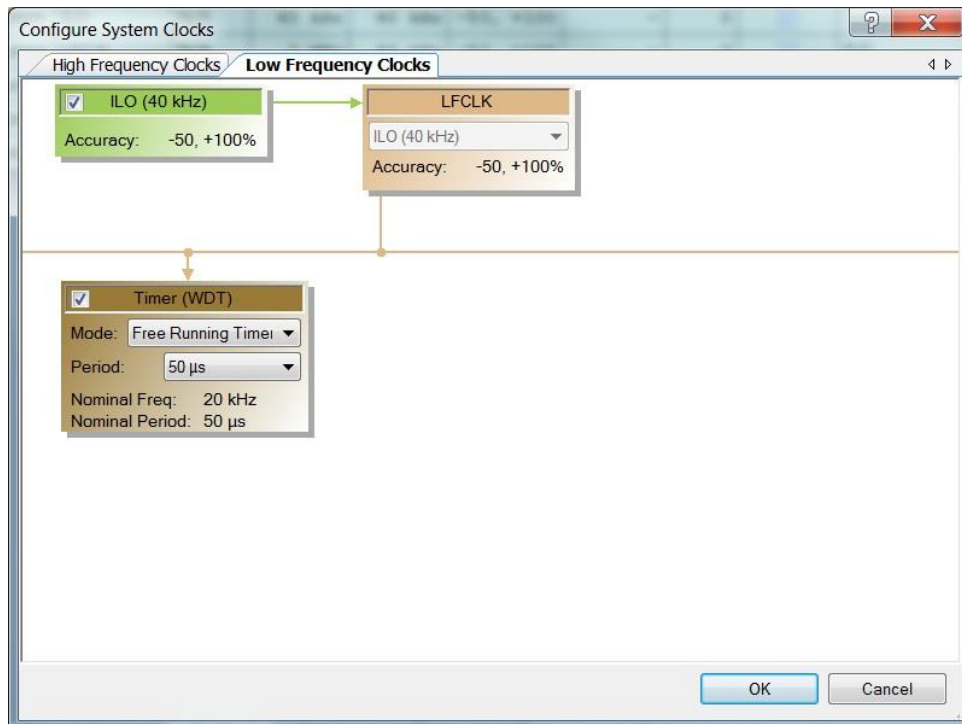 Configure System Clocks
High Frequency Clocks Low Frequency Clocks
ILO (40 kHz) LFCLK
ILO (40 kHz)
Accuracy: -50, +100%
Accuracy: -50, +100%
Timer (WDT)
Mode: Free Running Timer
Period: 50 µs
Nominal Freq: 20 kHz
Nominal Period: 50 µs
OK Cancel